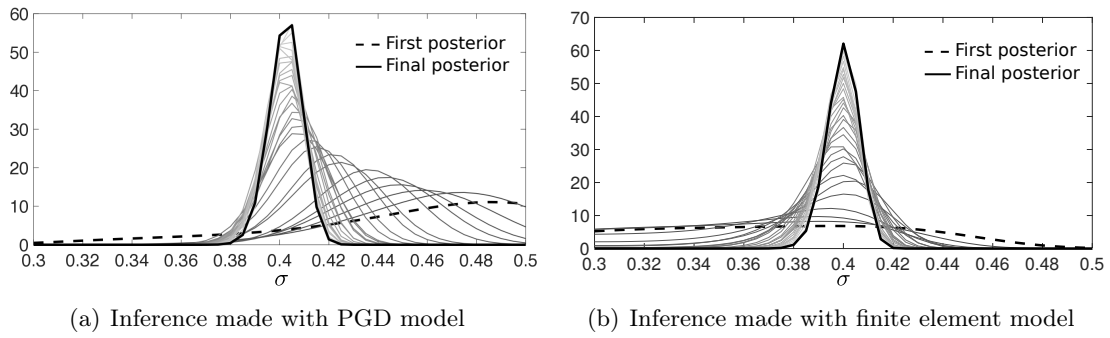 60
50
40
30
20
10
0
0.3 0.32 0.34 0.36 0.38 0.4 0.42 0.44 0.46 0.48 0.5
σ
First posterior
Final posterior
(a) Inference made with PGD model
70
60
50
40
30
20
10
0
0.3 0.32 0.34 0.36 0.38 0.4 0.42 0.44 0.46 0.48 0.5
σ
First posterior
Final posterior
(b) Inference made with finite element model